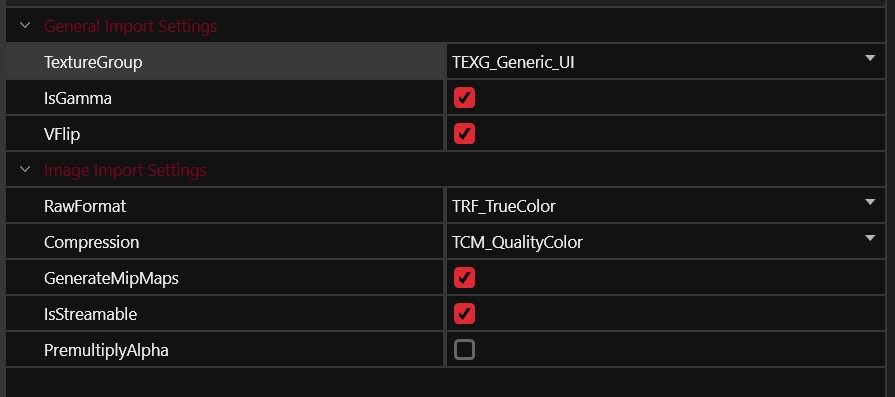 General Import Settings
TextureGroup TEXG_Generic_UI
IsGamma
VFlip
Image Import Settings
RawFormat TRF_TrueColor
Compression TCM_QualityColor
GenerateMipMaps
IsStreamable
PremultiplyAlpha